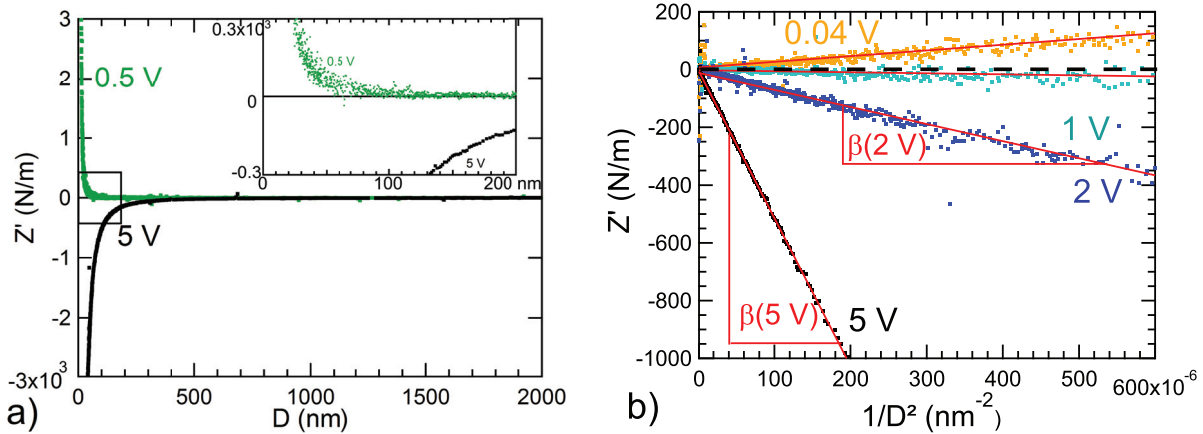 3
2
1
0
-1
-2
-3x10³
Z' (N/m)
0.5 V
5 V
0.3x10³
0
-0.3
0.5 V
5 V
0
100
200 nm
0
500
1000
1500
2000
D (nm)
a)
200
0
-200
-400
-600
-800
-1000
Z' (N/m)
0.04 V
1 V
2 V
5 V
β(2 V)
β(5 V)
0
100
200
300
400
500
600x10⁻⁶
1/D² (nm⁻²)
b)